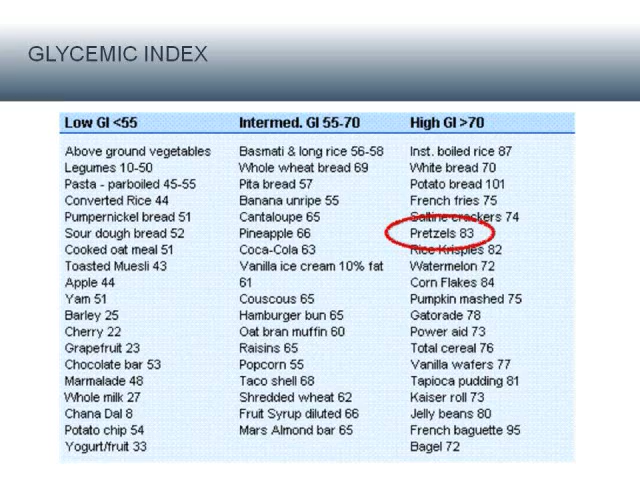 GLYCEMIC INDEX
Low GI <55
Above ground vegetables
Legumes 10-50
Pasta - parboiled 45-55
Converted Rice 44
Pumpernickel bread 51
Sour dough bread 52
Cooked oat meal 51
Toasted Muesli 43
Apple 44
Yam 51
Barley 25
Cherry 22
Grapefruit 23
Chocolate bar 53
Marmalade 48
Whole milk 27
Chana Dal 8
Potato chip 54
Yogurt/fruit 33
Intermed. GI 55-70
Basmati & long rice 56-58
Whole wheat bread 69
Pita bread 57
Banana unripe 55
Cantaloupe 65
Pineapple 66
Coca-Cola 63
Vanilla ice cream 10% fat
61
Couscous 65
Hamburger bun 65
Oat bran muffin 60
Raisins 65
Popcorn 55
Taco shell 68
Shredded wheat 62
Fruit Syrup diluted 66
Mars Almond bar 65
High GI >70
Inst. boiled rice 87
White bread 70
Potato bread 101
French fries 75
Saltine crackers 74
Pretzels 83
Rice Krispies 82
Watermelon 72
Corn Flakes 84
Pumpkin mashed 75
Gatorade 78
Power aid 73
Total cereal 76
Vanilla wafers 77
Tapioca pudding 81
Kaiser roll 73
Jelly beans 80
French baguette 95
Bagel 72